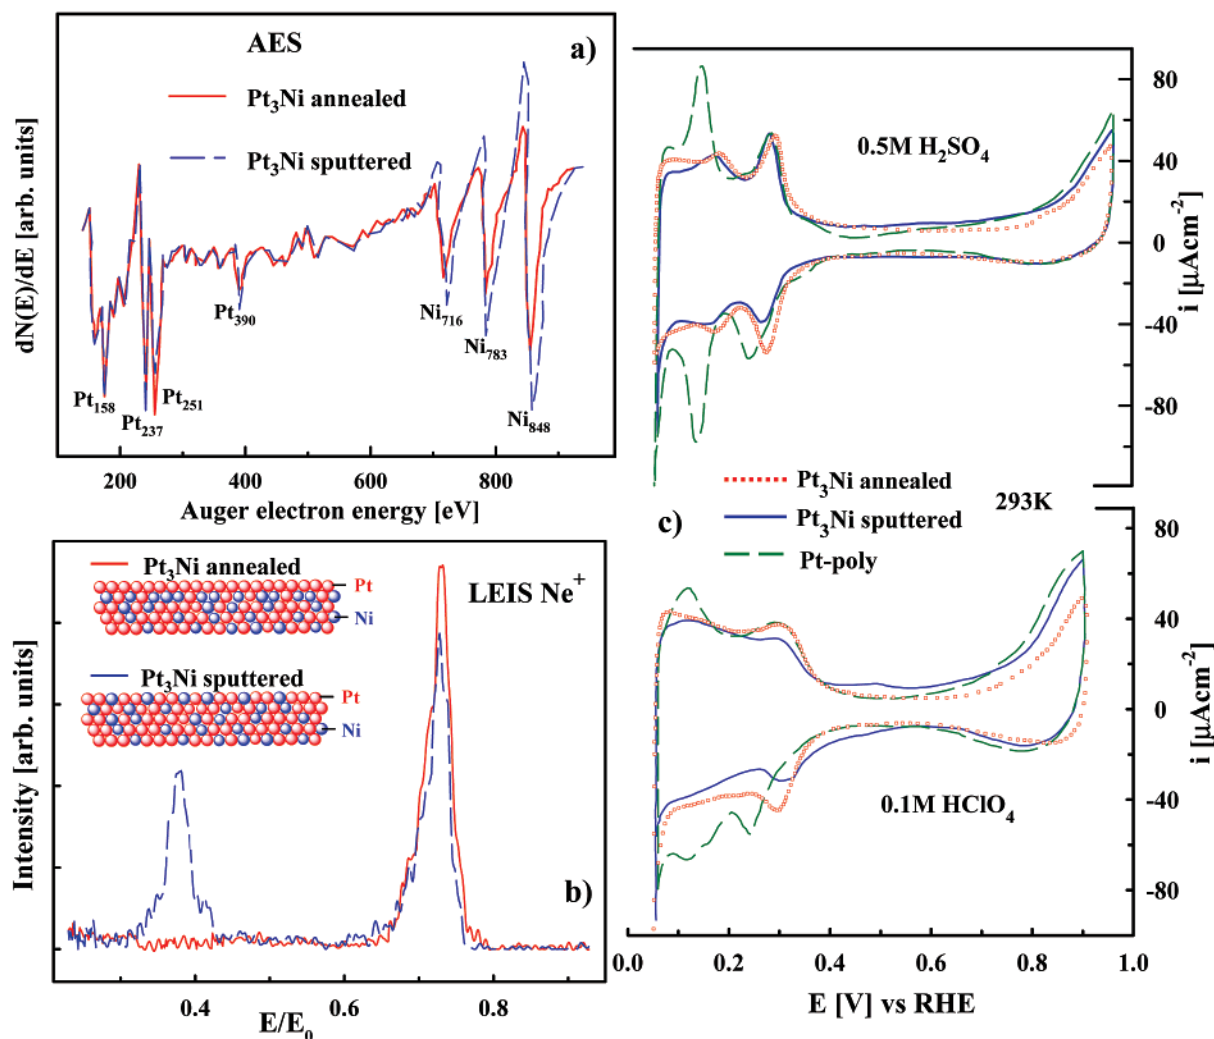 AES
a)
Pt₃Ni annealed
Pt₃Ni sputtered
dN(E)/dE [arb. units]
Pt₁₅₈
Pt₂₃₇
Pt₂₅₁
Pt₃₉₀
Ni₇₁₆
Ni₇₈₃
Ni₈₄₈
200
400
600
800
Auger electron energy [eV]
Pt₃Ni annealed
LEIS Ne⁺
Pt
Ni
Pt₃Ni sputtered
Pt
Ni
b)
Intensity [arb. units]
0.4
0.6
0.8
E/E₀
0.5M H₂SO₄
80
40
0
-40
-80
i [µAcm⁻²]
Pt₃Ni annealed
293K
c)
Pt₃Ni sputtered
Pt-poly
80
40
0
-40
-80
i [µAcm⁻²]
0.1M HClO₄
0.0
0.2
0.4
0.6
0.8
1.0
E [V] vs RHE